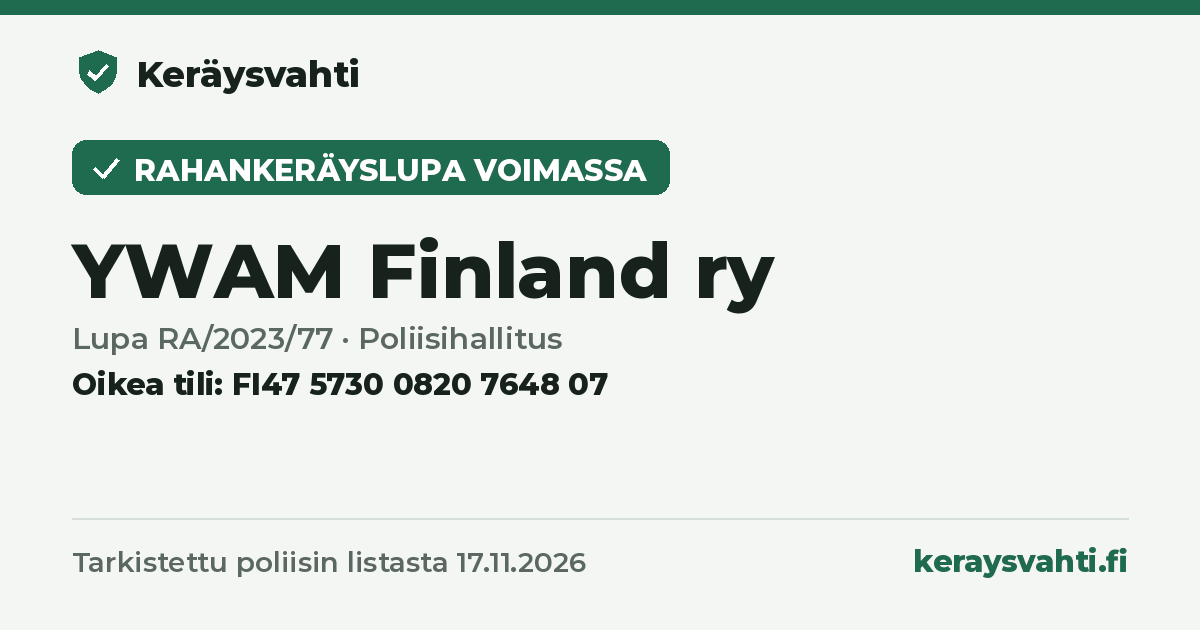 Keräysvahti
RAHANKERÄYSLUPA VOIMASSA
YWAM Finland ry
Lupa RA/2023/77 · Poliisihallitus
Oikea tili: FI47 5730 0820 7648 07
Tarkistettu poliisin listasta 17.11.2026
keraysvahti.fi